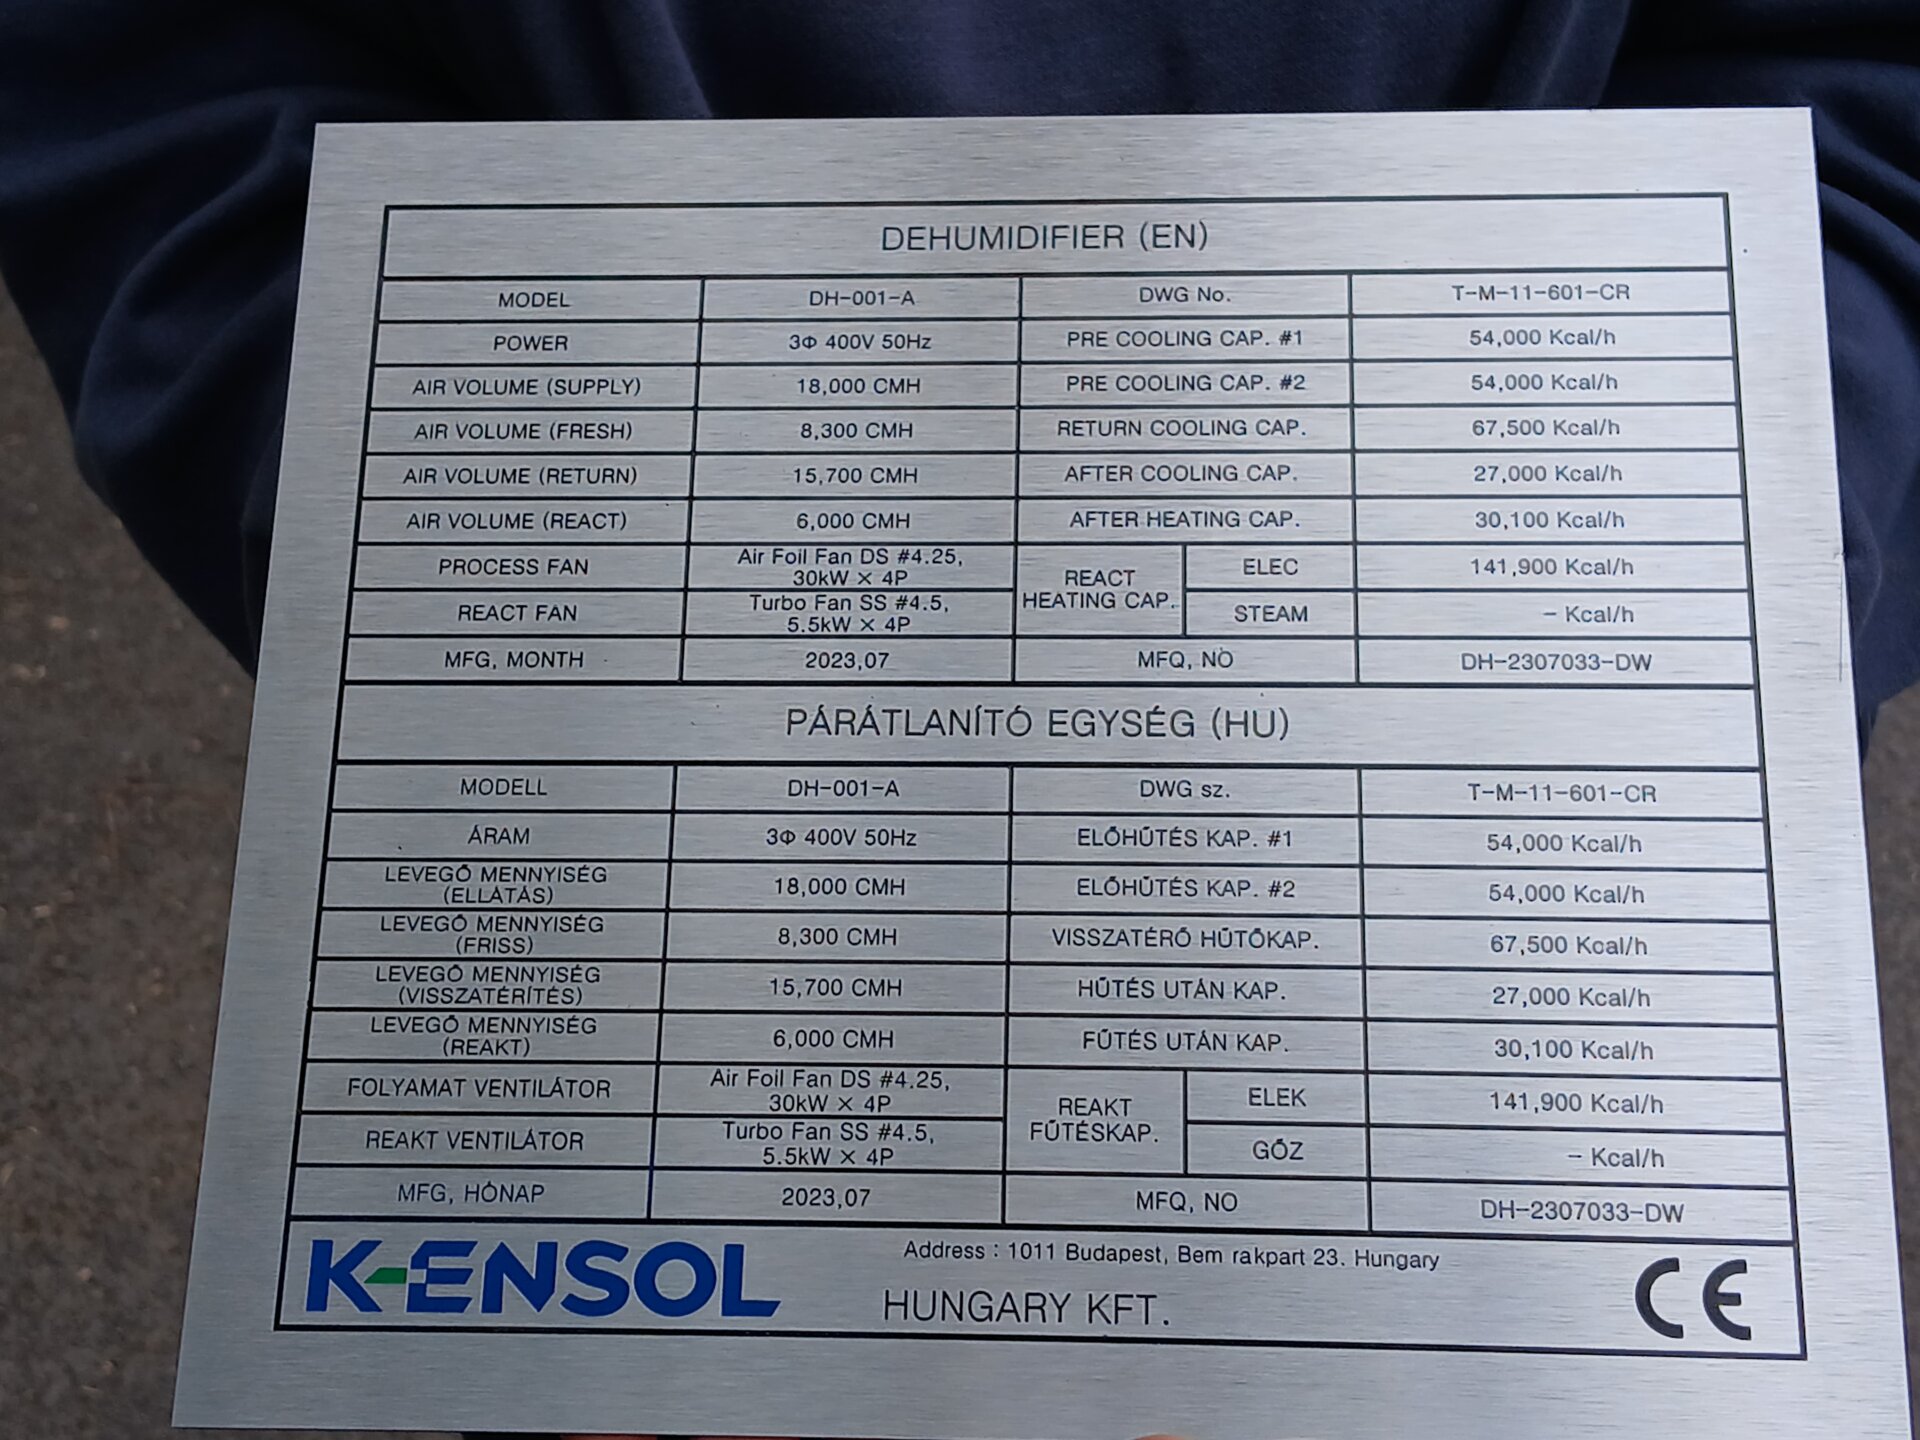 DEHUMIDIFIER (EN)
MODEL DH-001-A DWG No. T-M-11-601-CR
POWER 3Φ 400V 50Hz PRE COOLING CAP. #1 54,000 Kcal/h
AIR VOLUME (SUPPLY) 18,000 CMH PRE COOLING CAP. #2 54,000 Kcal/h
AIR VOLUME (FRESH) 8,300 CMH RETURN COOLING CAP. 67,500 Kcal/h
AIR VOLUME (RETURN) 15,700 CMH AFTER COOLING CAP. 27,000 Kcal/h
AIR VOLUME (REACT) 6,000 CMH AFTER HEATING CAP. 30,100 Kcal/h
PROCESS FAN
Air Foil Fan DS #4.25,
30kW × 4P
REACT
HEATING CAP.
ELEC 141,900 Kcal/h
REACT FAN
Turbo Fan SS #4.5,
5.5kW × 4P
STEAM - Kcal/h
MFG, MONTH 2023,07 MFQ, NO DH-2307033-DW
PÁRÁTLANÍTÓ EGYSÉG (HU)
MODELL DH-001-A DWG sz. T-M-11-601-CR
ÁRAM 3Φ 400V 50Hz ELŐHŰTÉS KAP. #1 54,000 Kcal/h
LEVEGŐ MENNYISÉG
(ELLÁTÁS)
18,000 CMH ELŐHŰTÉS KAP. #2 54,000 Kcal/h
LEVEGŐ MENNYISÉG
(FRISS)
8,300 CMH VISSZATÉRŐ HŰTŐKAP. 67,500 Kcal/h
LEVEGŐ MENNYISÉG
(VISSZATÉRÍTÉS)
15,700 CMH HŰTÉS UTÁN KAP. 27,000 Kcal/h
LEVEGŐ MENNYISÉG
(REAKT)
6,000 CMH FŰTÉS UTÁN KAP. 30,100 Kcal/h
FOLYAMAT VENTILÁTOR
Air Foil Fan DS #4.25,
30kW × 4P
REAKT
FŰTÉSKAP.
ELEK 141,900 Kcal/h
REAKT VENTILÁTOR
Turbo Fan SS #4.5,
5.5kW × 4P
GŐZ - Kcal/h
MFG, HÓNAP 2023,07 MFQ, NO DH-2307033-DW
K-ENSOL
Address : 1011 Budapest, Bem rakpart 23. Hungary
HUNGARY KFT.
CE